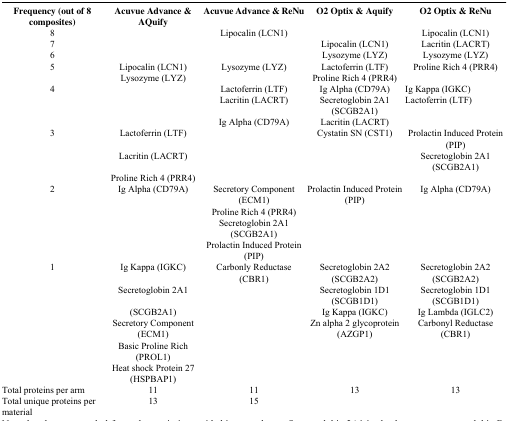 Frequency (out of 8 Acuvue Advance & Acuvue Advance & ReNu O2 Optix & Aquify O2 Optix & ReNu
composites) AQuify
8 Lipocalin (LCN1) Lipocalin (LCN1)
7 Lipocalin (LCN1) Lacritin (LACRT)
6 Lysozyme (LYZ) Lysozyme (LYZ)
5 Lipocalin (LCN1) Lysozyme (LYZ) Lactoferrin (LTF) Proline Rich 4 (PRR4)
Lysozyme (LYZ) Proline Rich 4 (PRR4)
4 Lactoferrin (LTF) Ig Alpha (CD79A) Ig Kappa (IGKC)
Lacritin (LACRT) Secretoglobin 2A1 Lactoferrin (LTF)
(SCGB2A1)
Ig Alpha (CD79A) Lacritin (LACRT)
3 Lactoferrin (LTF) Cystatin SN (CST1) Prolactin Induced Protein
(PIP)
Lacritin (LACRT) Secretoglobin 2A1
(SCGB2A1)
Proline Rich 4 (PRR4)
2 Ig Alpha (CD79A) Secretory Component Prolactin Induced Protein Ig Alpha (CD79A)
(ECM1) (PIP)
Proline Rich 4 (PRR4)
Secretoglobin 2A1
(SCGB2A1)
Prolactin Induced Protein
(PIP)
1 Ig Kappa (IGKC) Carbonly Reductase Secretoglobin 2A2 Secretoglobin 2A2
(CBR1) (SCGB2A2) (SCGB2A2)
Secretoglobin 2A1 Secretoglobin 1D1 Secretoglobin 1D1
(SCGB1D1) (SCGB1D1)
(SCGB2A1) Ig Kappa (IGKC) Ig Lambda (IGLC2)
Secretory Component Zn alpha 2 glycoprotein Carbonyl Reductase
(ECM1) (AZGP1) (CBR1)
Basic Proline Rich
(PROL1)
Heat shock Protein 27
(HSPBAP1)
Total proteins per arm 11 11 13 13
Total unique proteins per 13 15
material